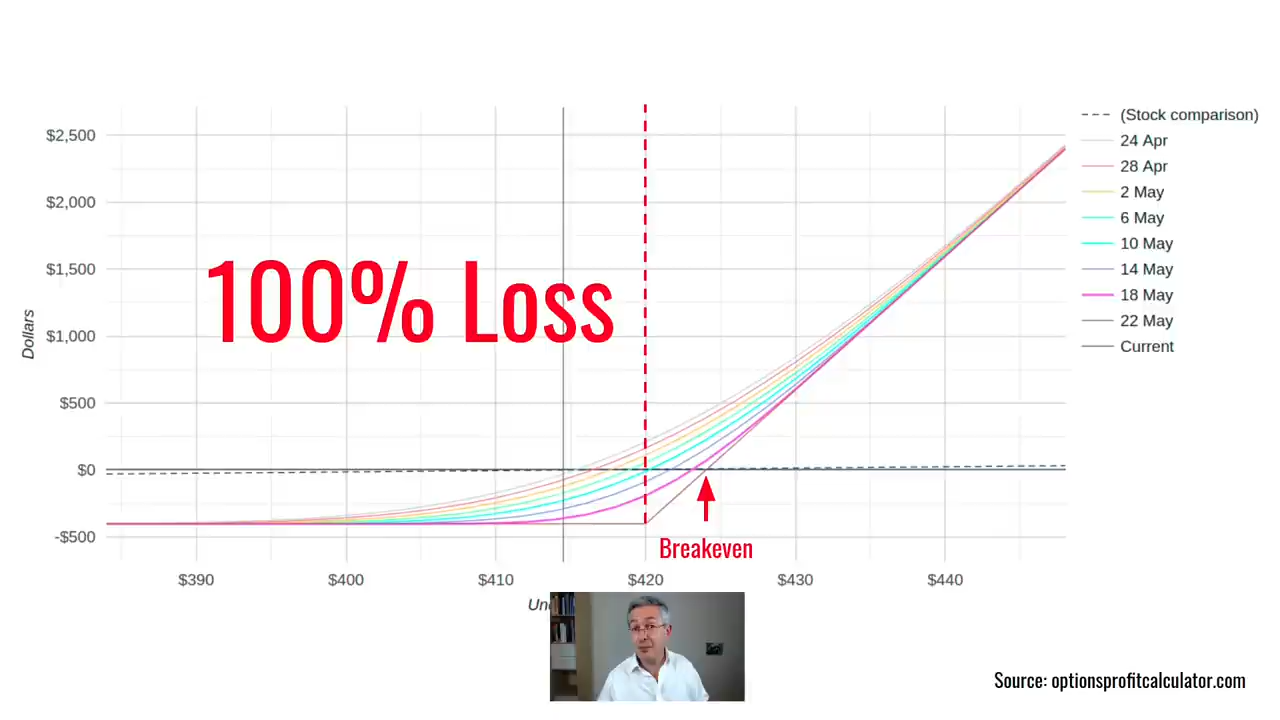 $2,500
$2,000
$1,500
$1,000
$500
$0
-$500
Dollars
100% Loss
Breakeven
$390
$400
$410
$420
$430
$440
(Stock comparison)
24 Apr
28 Apr
2 May
6 May
10 May
14 May
18 May
22 May
Current
Source: optionsprofitcalculator.com